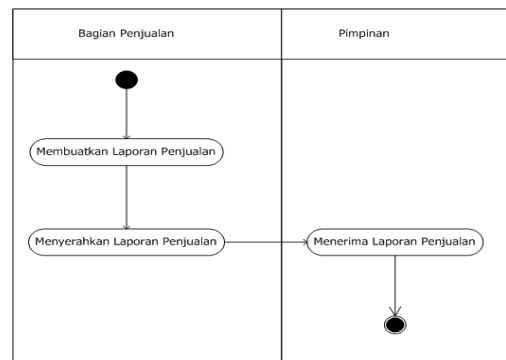 Bagian Penjualan
Pimpinan
Membuatkan Laporan Penjualan
Menyerahkan Laporan Penjualan
Menerima Laporan Penjualan